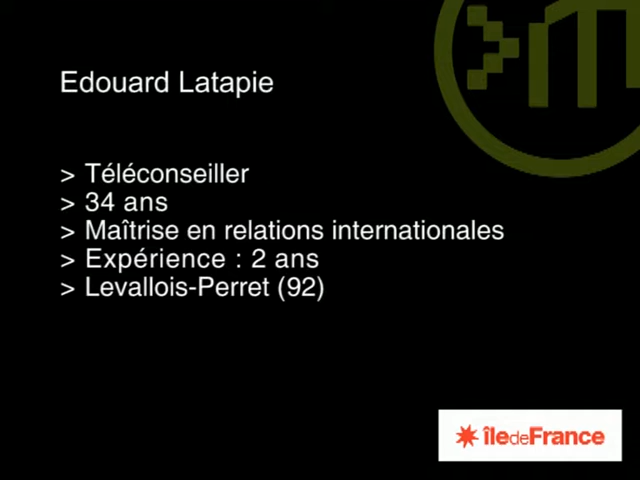 Edouard Latapie
> Téléconseiller
> 34 ans
> Maîtrise en relations internationales
> Expérience : 2 ans
> Levallois-Perret (92)
îledeFrance